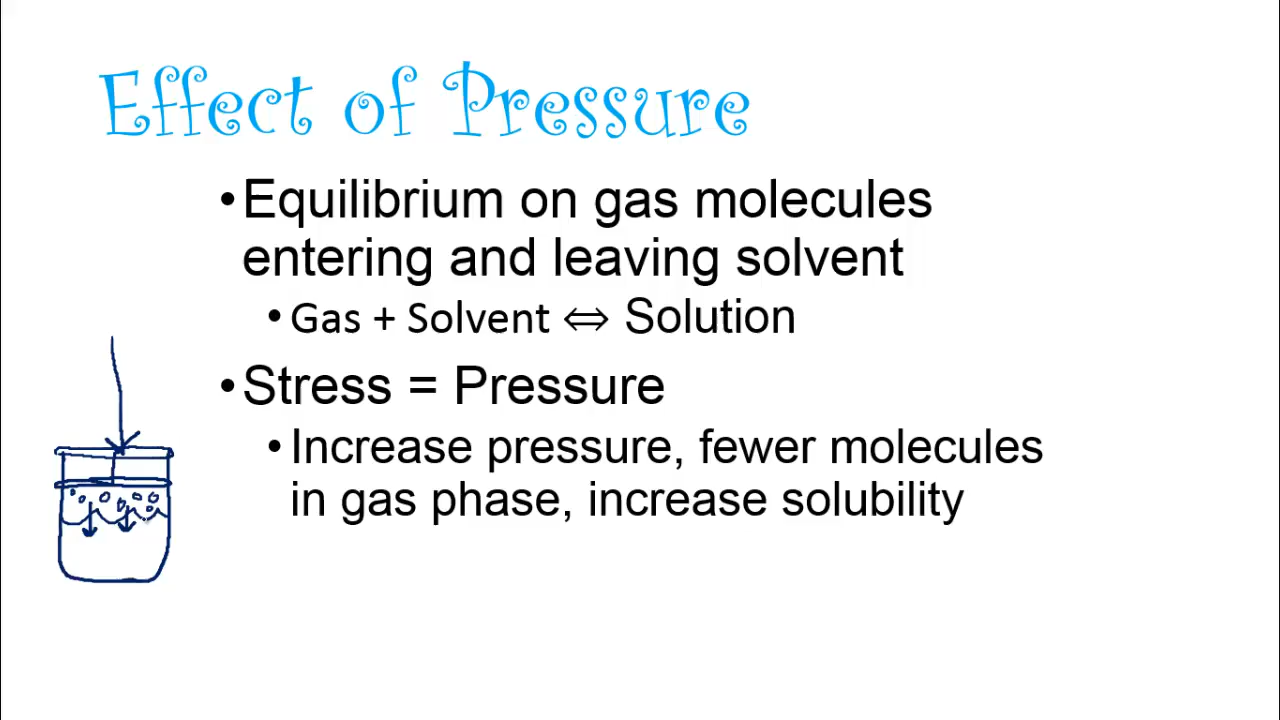 Effect of Pressure
•Equilibrium on gas molecules
entering and leaving solvent
•Gas + Solvent ⇔ Solution
•Stress = Pressure
•Increase pressure, fewer molecules
in gas phase, increase solubility